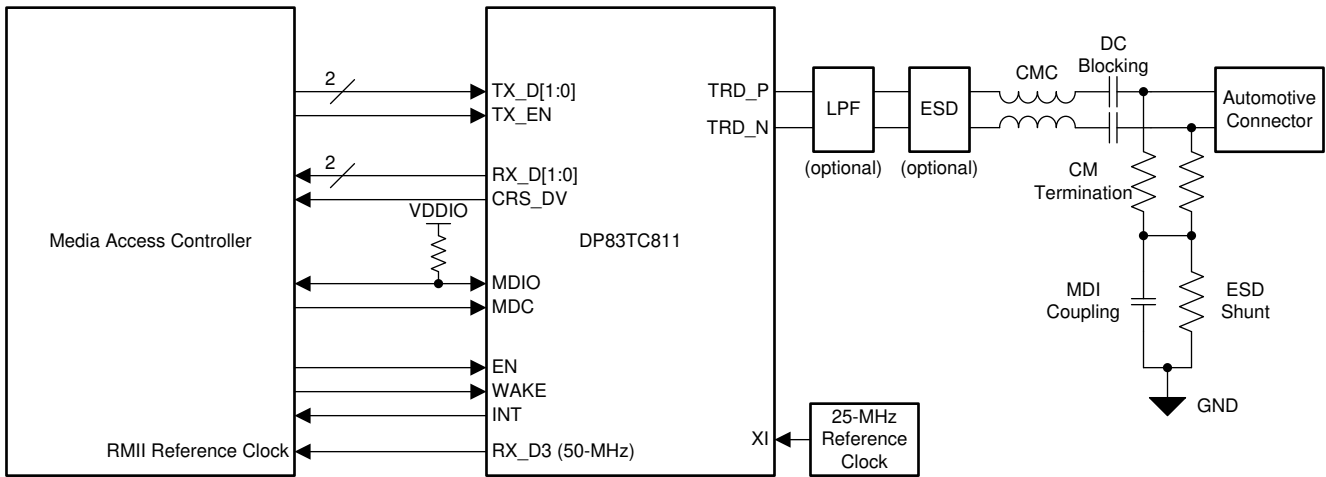 Media Access Controller
RMII Reference Clock
2
2
VDDIO
TX_D[1:0]
TX_EN
RX_D[1:0]
CRS_DV
MDIO
MDC
EN
WAKE
INT
RX_D3 (50-MHz)
DP83TC811
TRD_P
TRD_N
XI
LPF
(optional)
ESD
(optional)
CMC
DC
Blocking
Automotive
Connector
CM
Termination
MDI
Coupling
ESD
Shunt
GND
25-MHz
Reference
Clock